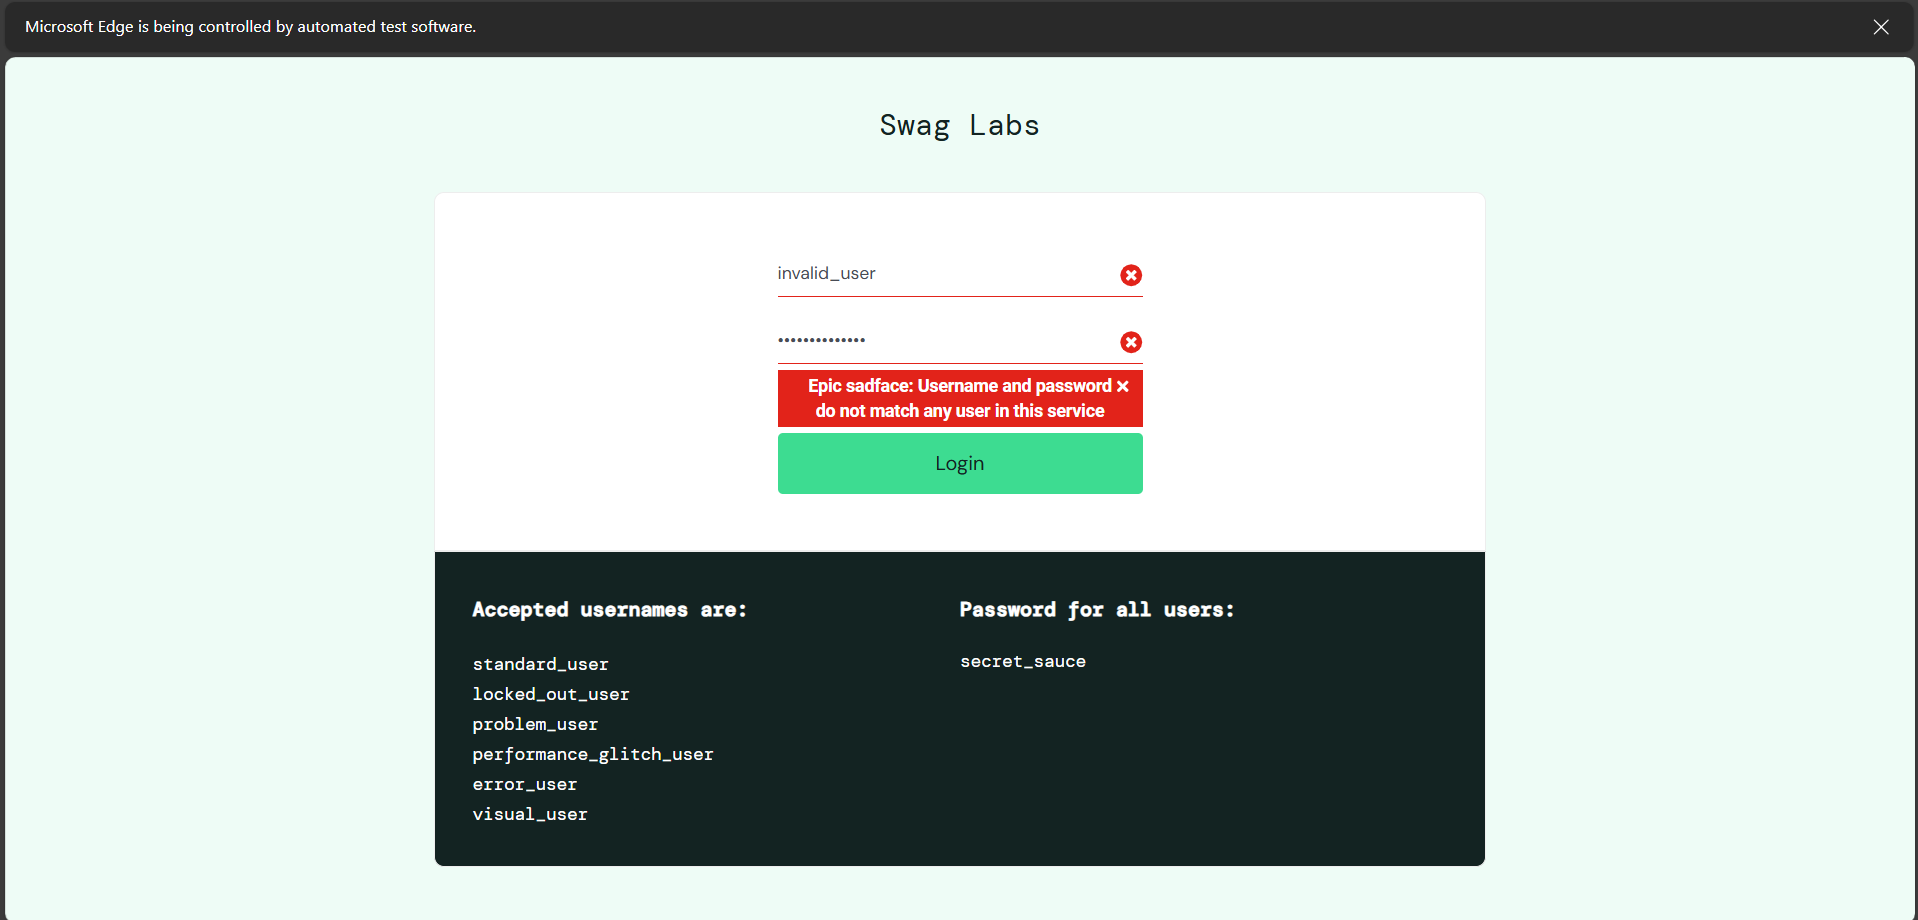 Microsoft Edge is being controlled by automated test software.
Swag Labs
invalid_user
••••••••••••••
Epic sadface: Username and password
do not match any user in this service
Login
Accepted usernames are:
standard_user
locked_out_user
problem_user
performance_glitch_user
error_user
visual_user
Password for all users:
secret_sauce